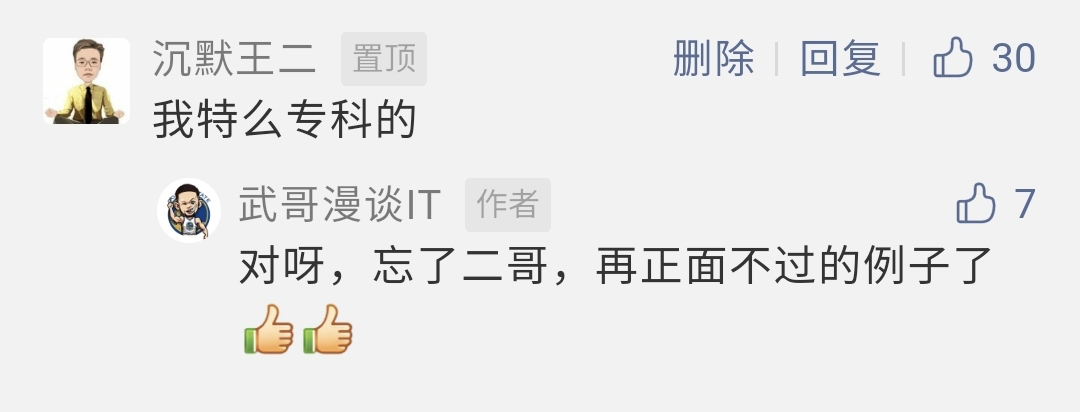 沉默王二 置顶 删除 回复 30
我特么专科的
武哥漫谈IT 作者 7
对呀，忘了二哥，再正面不过的例子了
👍👍